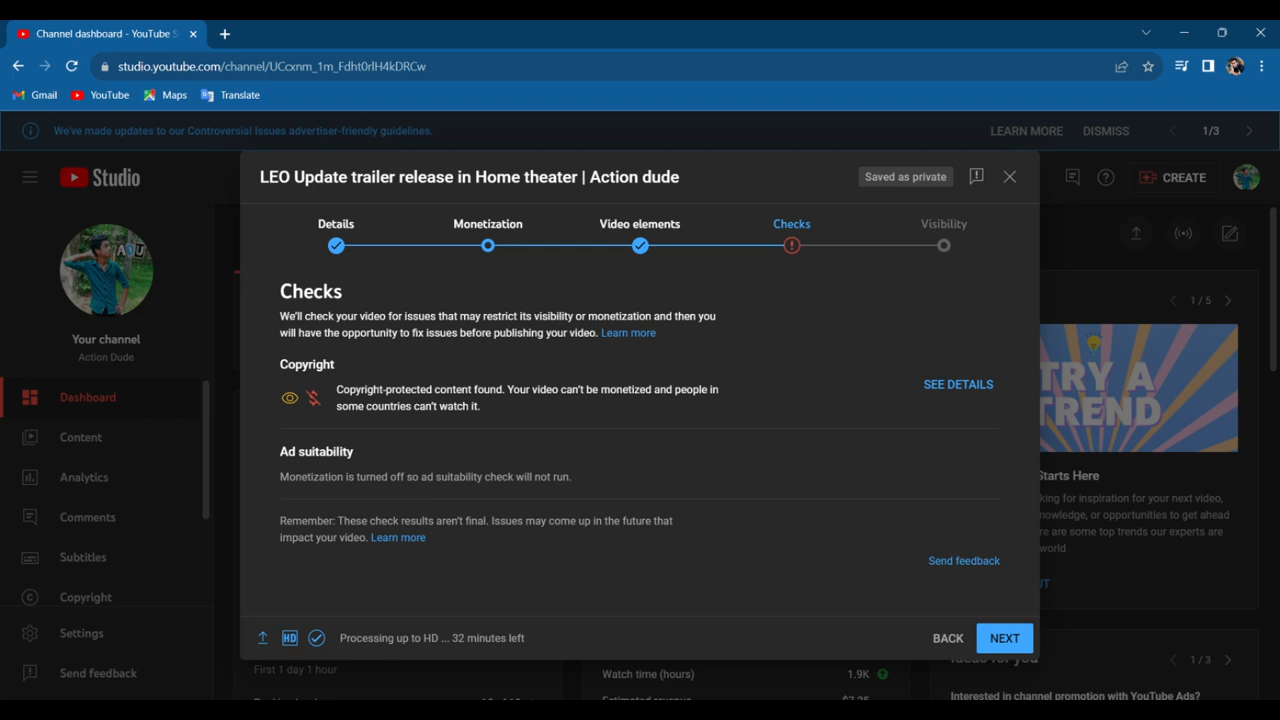 Channel dashboard - YouTube S
studio.youtube.com/channel/UCcxnm_1m_Fdht0rlH4kDRCw
Gmail YouTube Maps Translate
We've made updates to our Controversial Issues advertiser-friendly guidelines. LEARN MORE DISMISS 1/3
Studio
CREATE
LEO Update trailer release in Home theater | Action dude
Saved as private
Details Monetization Video elements Checks Visibility
Checks
We'll check your video for issues that may restrict its visibility or monetization and then you
will have the opportunity to fix issues before publishing your video. Learn more
Copyright
Copyright-protected content found. Your video can't be monetized and people in
some countries can't watch it.
SEE DETAILS
Ad suitability
Monetization is turned off so ad suitability check will not run.
Remember: These check results aren't final. Issues may come up in the future that
impact your video. Learn more
Send feedback
HD Processing up to HD ... 32 minutes left
BACK NEXT
Your channel
Action Dude
Dashboard
Content
Analytics
Comments
Subtitles
Copyright
Settings
Send feedback
1 / 5
TRY A
TREND
Starts Here
king for inspiration for your next video,
nowledge, or opportunities to get ahead
re are some top trends our experts are
world
UT
First 1 day 1 hour
Watch time (hours) 1.9K
Estimated revenue $7.25
Ideas for you
1 / 3
Interested in channel promotion with YouTube Ads?